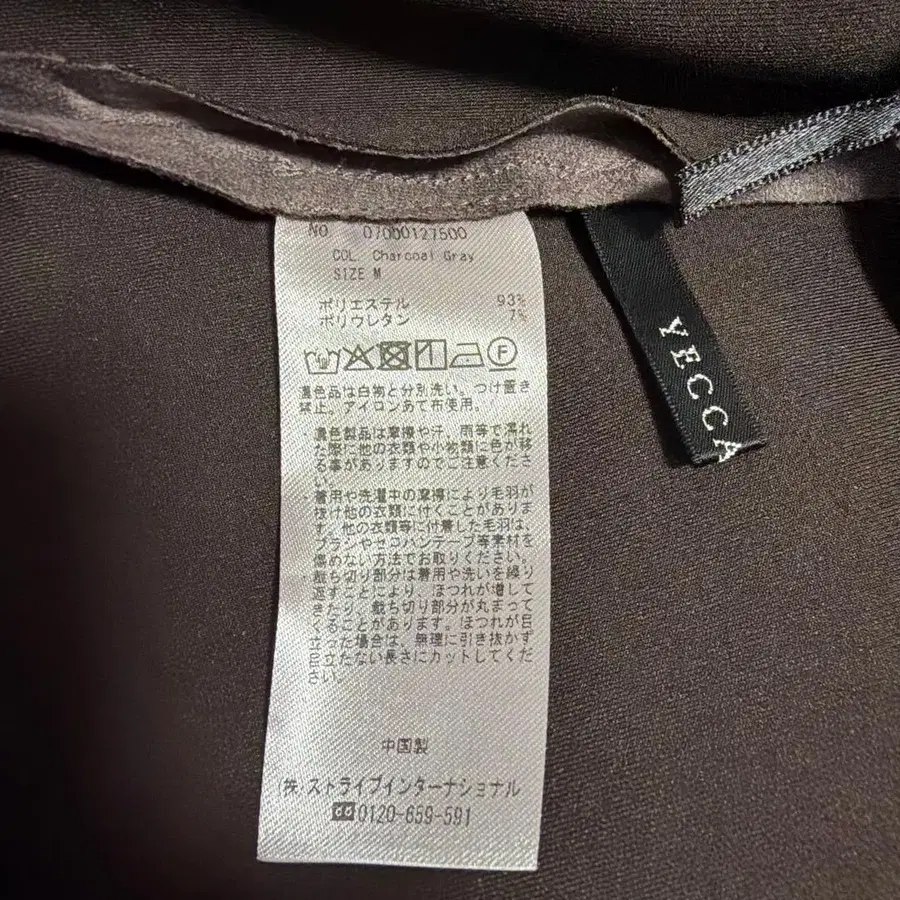 NO 07000127500
COL. Charcoal Gray
SIZE M
ポリエステル 93%
ポリウレタン 7%
F
濃色品は白物と分別洗い。つけ置き
禁止。アイロンあて布使用。
・濃色製品は摩擦や汗、雨等で濡れ
た際に他の衣類や小物類に色が移
る事がありますのでご注意くださ
い。
・着用や洗濯中の摩擦により毛羽が
抜け他の衣類に付くことがありま
す。他の衣類等に付着した毛羽は、
ブラシやセロハンテープ等素材を
傷めない方法でお取りください。
・裁ち切り部分は着用や洗いを繰り
返すことにより、ほつれが増して
きたり、裁ち切り部分が丸まって
くることがあります。ほつれが目
立った場合は、無理に引き抜かず
目立たない長さにカットしてくだ
さい。
中国製
(株)ストライプインターナショナル
0120-659-591
YECCA